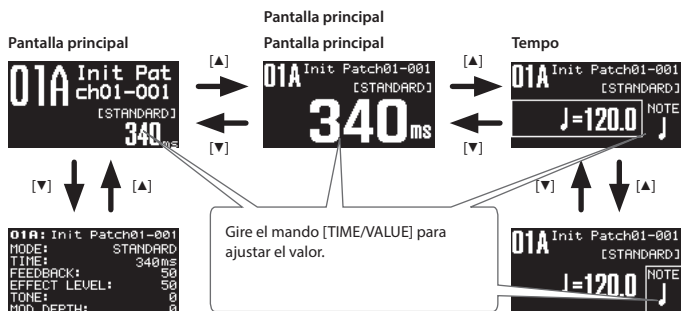 Pantalla principal
Pantalla principal
Pantalla principal
Tempo
[▲]
[▲]
01A Init Pat
ch01-001
[STANDARD]
340ms
01A Init Patch01-001
[STANDARD]
340ms
01A Init Patch01-001
[STANDARD]
♩=120.0
NOTE
♩
[▼]
[▼]
[▼]
[▲]
[▼]
[▲]
Gire el mando [TIME/VALUE] para
ajustar el valor.
01A: Init Patch01-001
MODE: STANDARD
TIME: 340ms
FEEDBACK: 50
EFFECT LEVEL: 50
TONE: 0
MOD DEPTH: 0
01A Init Patch01-001
[STANDARD]
♩=120.0
NOTE
♩